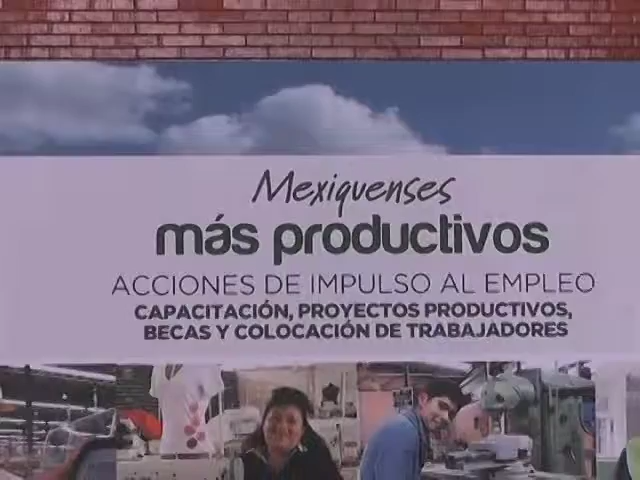 Mexiquenses
más productivos
ACCIONES DE IMPULSO AL EMPLEO
CAPACITACIÓN, PROYECTOS PRODUCTIVOS,
BECAS Y COLOCACIÓN DE TRABAJADORES